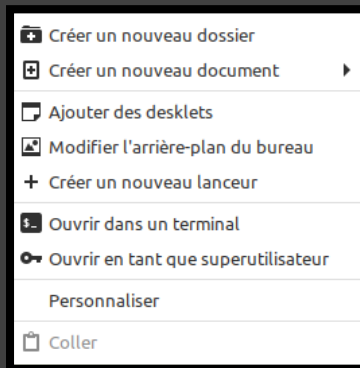 Créer un nouveau dossier
Créer un nouveau document
Ajouter des desklets
Modifier l'arrière-plan du bureau
Créer un nouveau lanceur
$_ Ouvrir dans un terminal
Ouvrir en tant que superutilisateur
Personnaliser
Coller